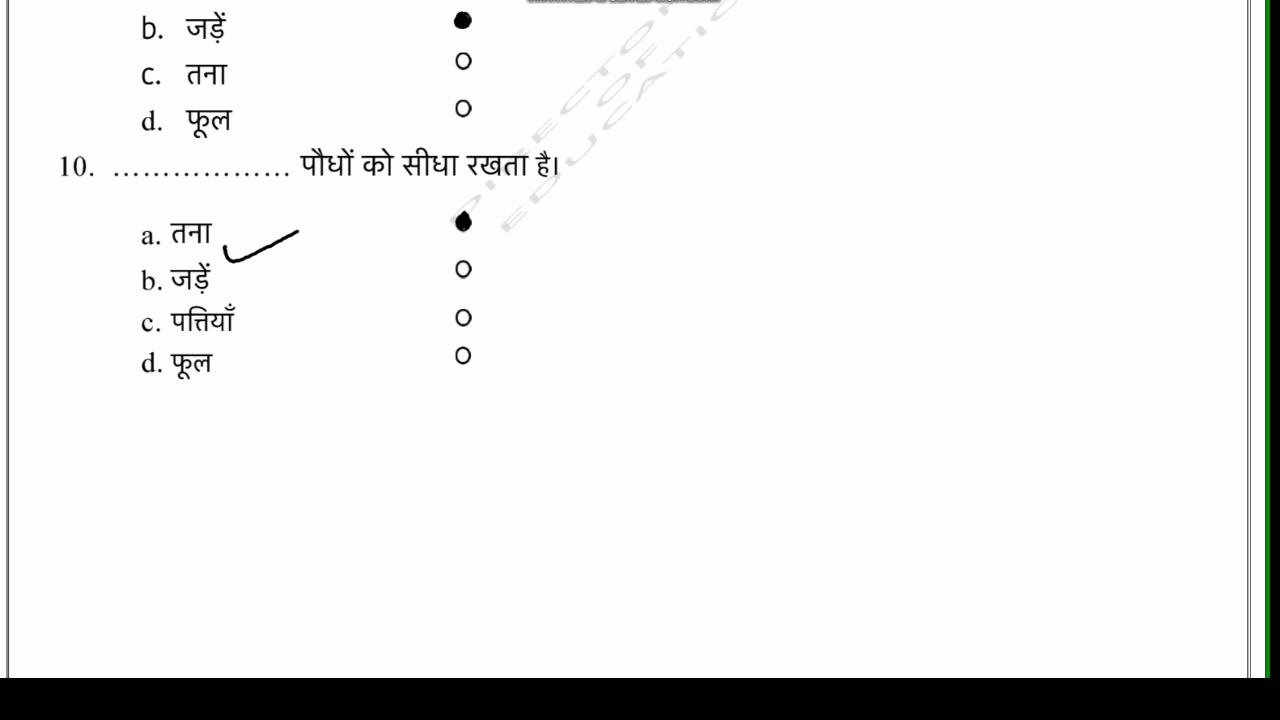 b. जड़ें
c. तना
d. फूल
10. ……………… पौधों को सीधा रखता है।
a. तना
b. जड़ें
c. पत्तियाँ
d. फूल